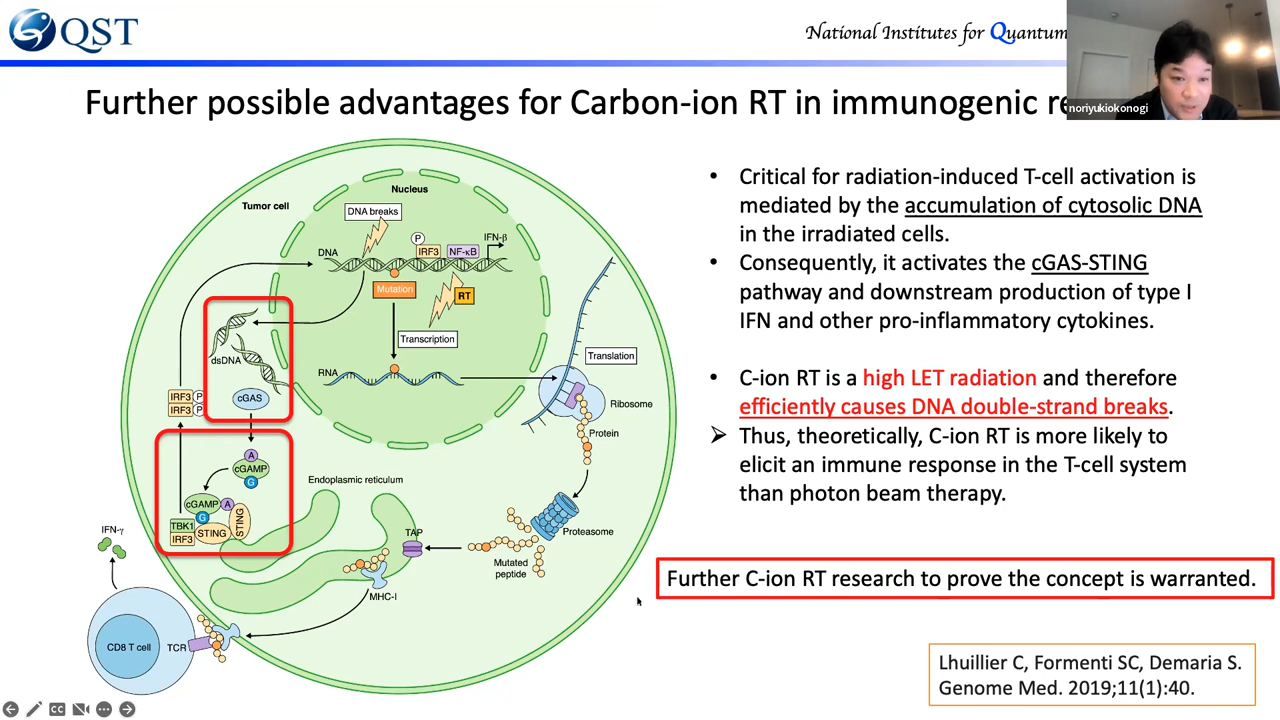 QST
National Institutes for Quantum
noriyukiokonogi
Further possible advantages for Carbon-ion RT in immunogenic re
Nucleus
Tumor cell
DNA breaks
DNA
P
IRF3
NF-κB
IFN-β
Mutation
RT
Transcription
RNA
dsDNA
cGAS
IRF3 P
IRF3 P
A
cGAMP
G
cGAMP A
G
TBK1
IRF3
STING
STING
Translation
Ribosome
Protein
Endoplasmic reticulum
Proteasome
TAP
Mutated
peptide
MHC-I
IFN-γ
CD8 T cell
TCR
• Critical for radiation-induced T-cell activation is
mediated by the accumulation of cytosolic DNA
in the irradiated cells.
• Consequently, it activates the cGAS-STING
pathway and downstream production of type I
IFN and other pro-inflammatory cytokines.
• C-ion RT is a high LET radiation and therefore
efficiently causes DNA double-strand breaks.
➢ Thus, theoretically, C-ion RT is more likely to
elicit an immune response in the T-cell system
than photon beam therapy.
Further C-ion RT research to prove the concept is warranted.
Lhuillier C, Formenti SC, Demaria S.
Genome Med. 2019;11(1):40.
CC